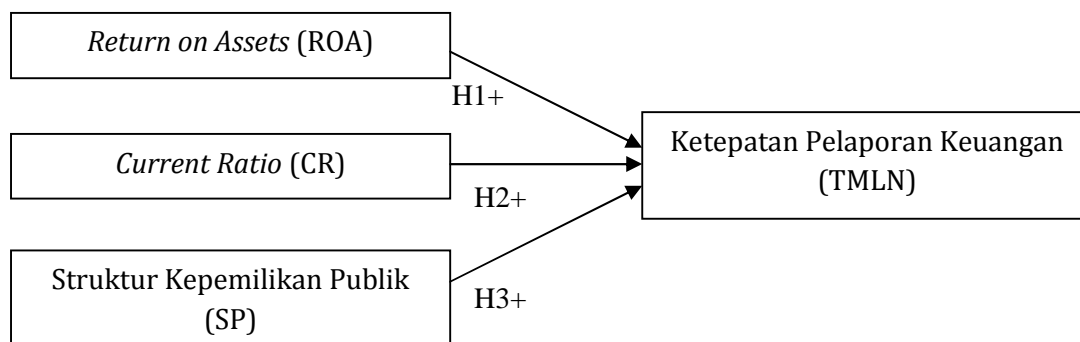 Return on Assets (ROA)
H1+
Current Ratio (CR)
H2+
Struktur Kepemilikan Publik
(SP)
H3+
Ketepatan Pelaporan Keuangan
(TMLN)